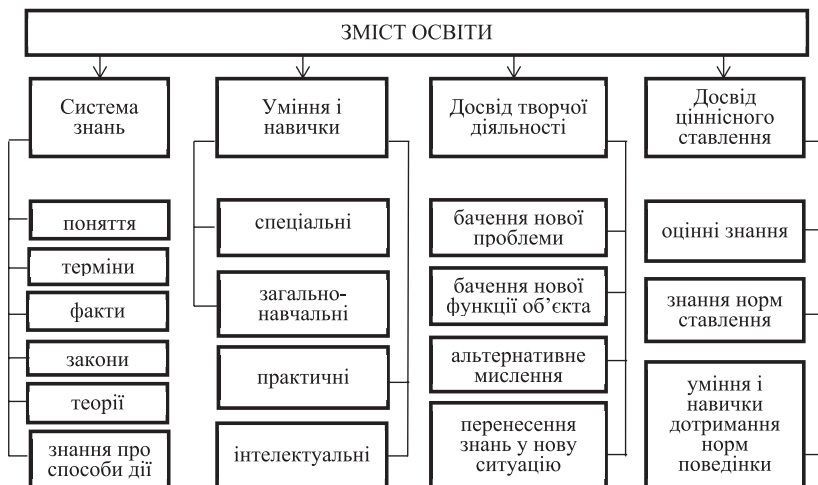 ЗМІСТ ОСВІТИ
Система
знань
поняття
терміни
факти
закони
теорії
знання про
способи дії
Уміння і
навички
спеціальні
загально-
навчальні
практичні
інтелектуальні
Досвід творчої
діяльності
бачення нової
проблеми
бачення нової
функції об’єкта
альтернативне
мислення
перенесення
знань у нову
ситуацію
Досвід
ціннісного
ставлення
оцінні знання
знання норм
ставлення
уміння і
навички
дотримання
норм
поведінки